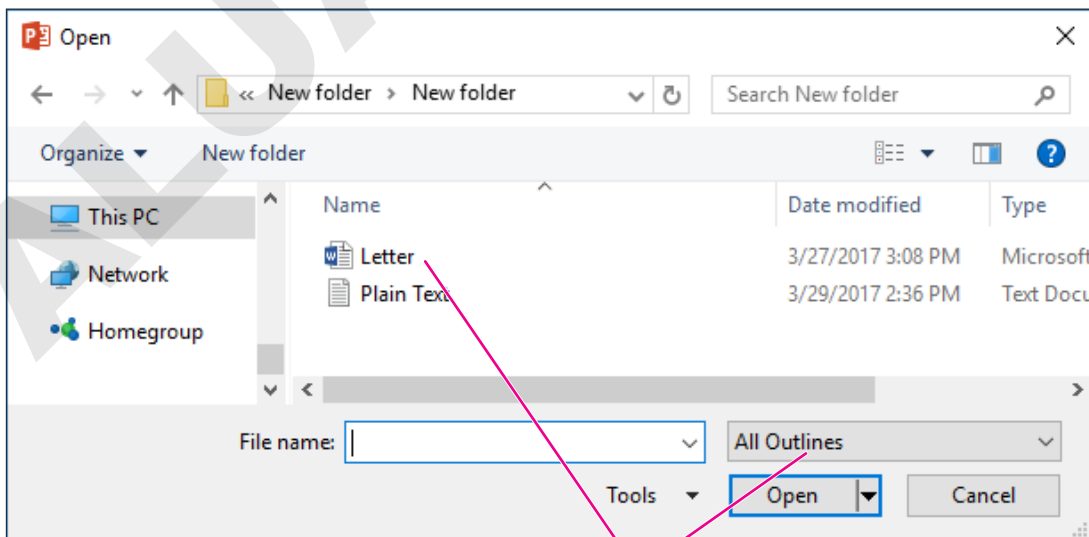 Open
« New folder > New folder
Search New folder
Organize
New folder
This PC
Network
Homegroup
Name
Date modified
Type
Letter
3/27/2017 3:08 PM
Microsoft
Plain Text
3/29/2017 2:36 PM
Text Docu
File name:
All Outlines
Tools
Open
Cancel
ALUA